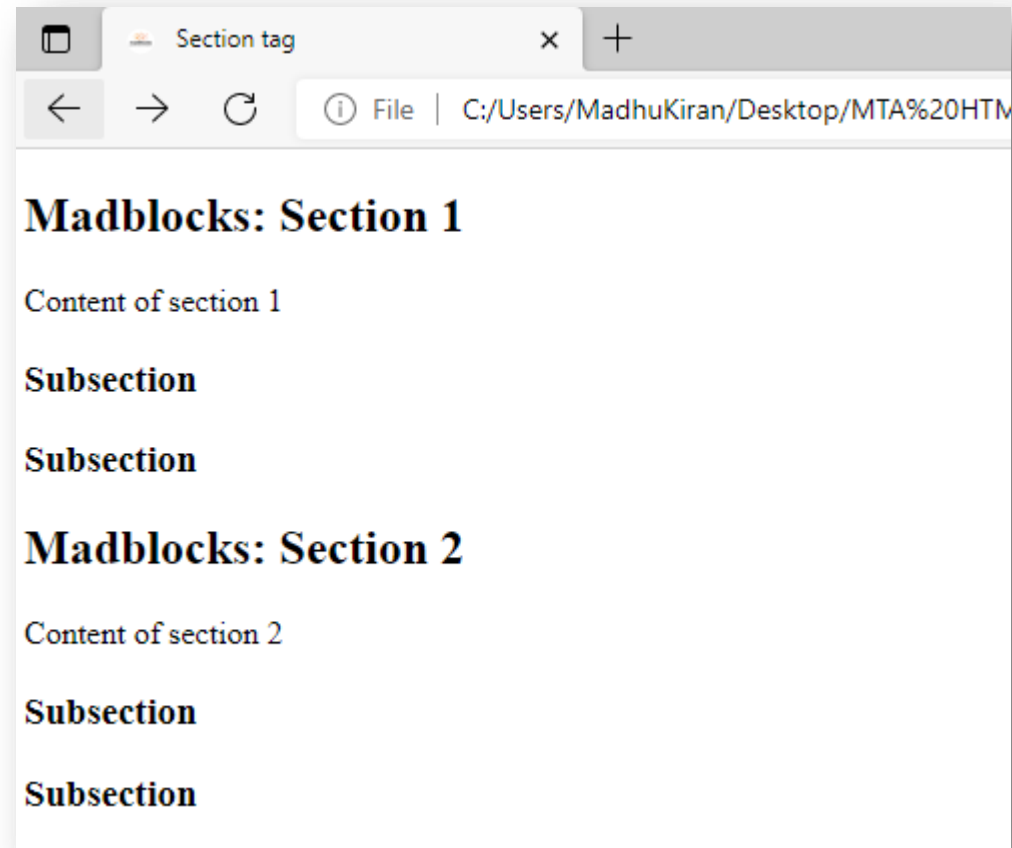 Section tag
File | C:/Users/MadhuKiran/Desktop/MTA%20HTM
Madblocks: Section 1
Content of section 1
Subsection
Subsection
Madblocks: Section 2
Content of section 2
Subsection
Subsection